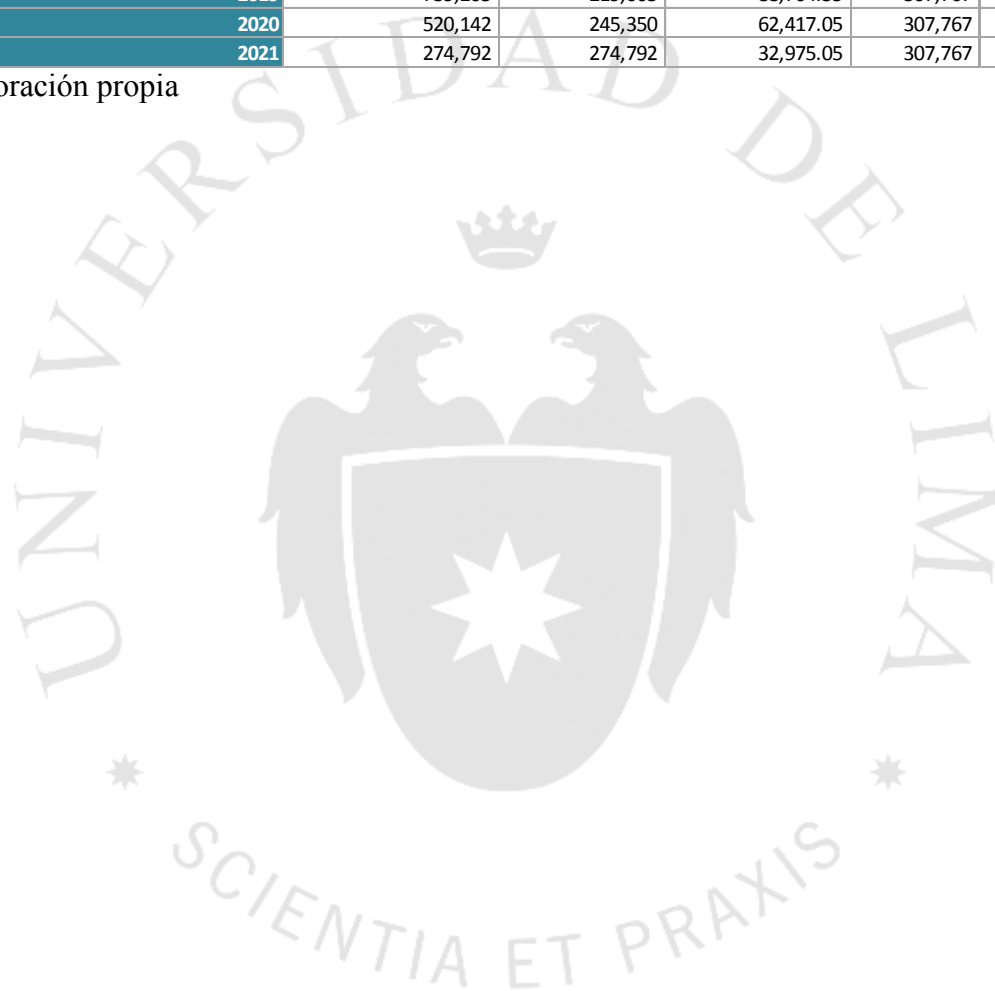 2020 520,142 245,350 62,417.05 307,767
2021 274,792 274,792 32,975.05 307,767
oración propia
UNIVERSIDAD DE LIMA
SCIENTIA ET PRAXIS